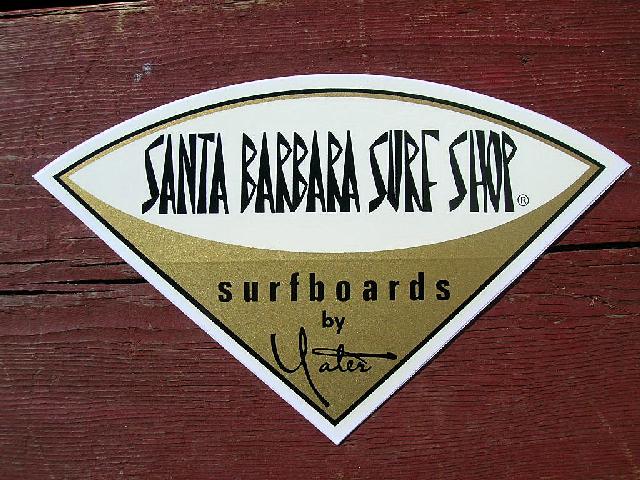 SANTA BARBARA SURF SHOP ®
surfboards
by
Yater